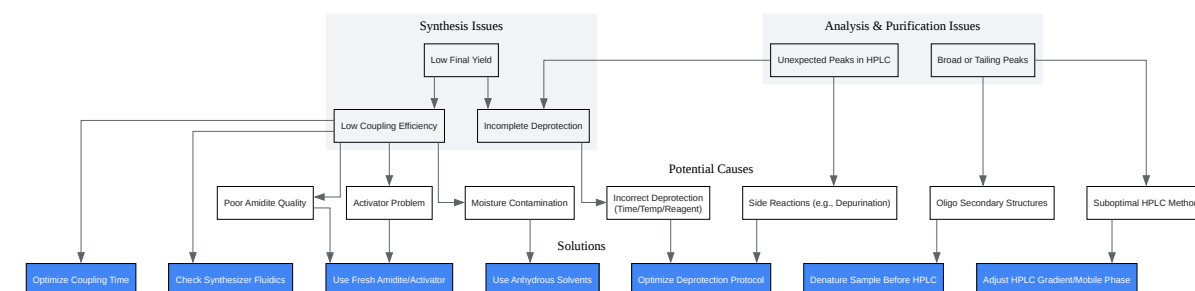 Synthesis Issues
Analysis & Purification Issues
Low Final Yield
Unexpected Peaks in HPLC
Broad or Tailing Peaks
Low Coupling Efficiency
Incomplete Deprotection
Potential Causes
Poor Amidite Quality
Activator Problem
Moisture Contamination
Incorrect Deprotection
(Time/Temp/Reagent)
Side Reactions (e.g., Depurination)
Oligo Secondary Structures
Suboptimal HPLC Method
Solutions
Optimize Coupling Time
Check Synthesizer Fluidics
Use Fresh Amidite/Activator
Use Anhydrous Solvents
Optimize Deprotection Protocol
Denature Sample Before HPLC
Adjust HPLC Gradient/Mobile Phase